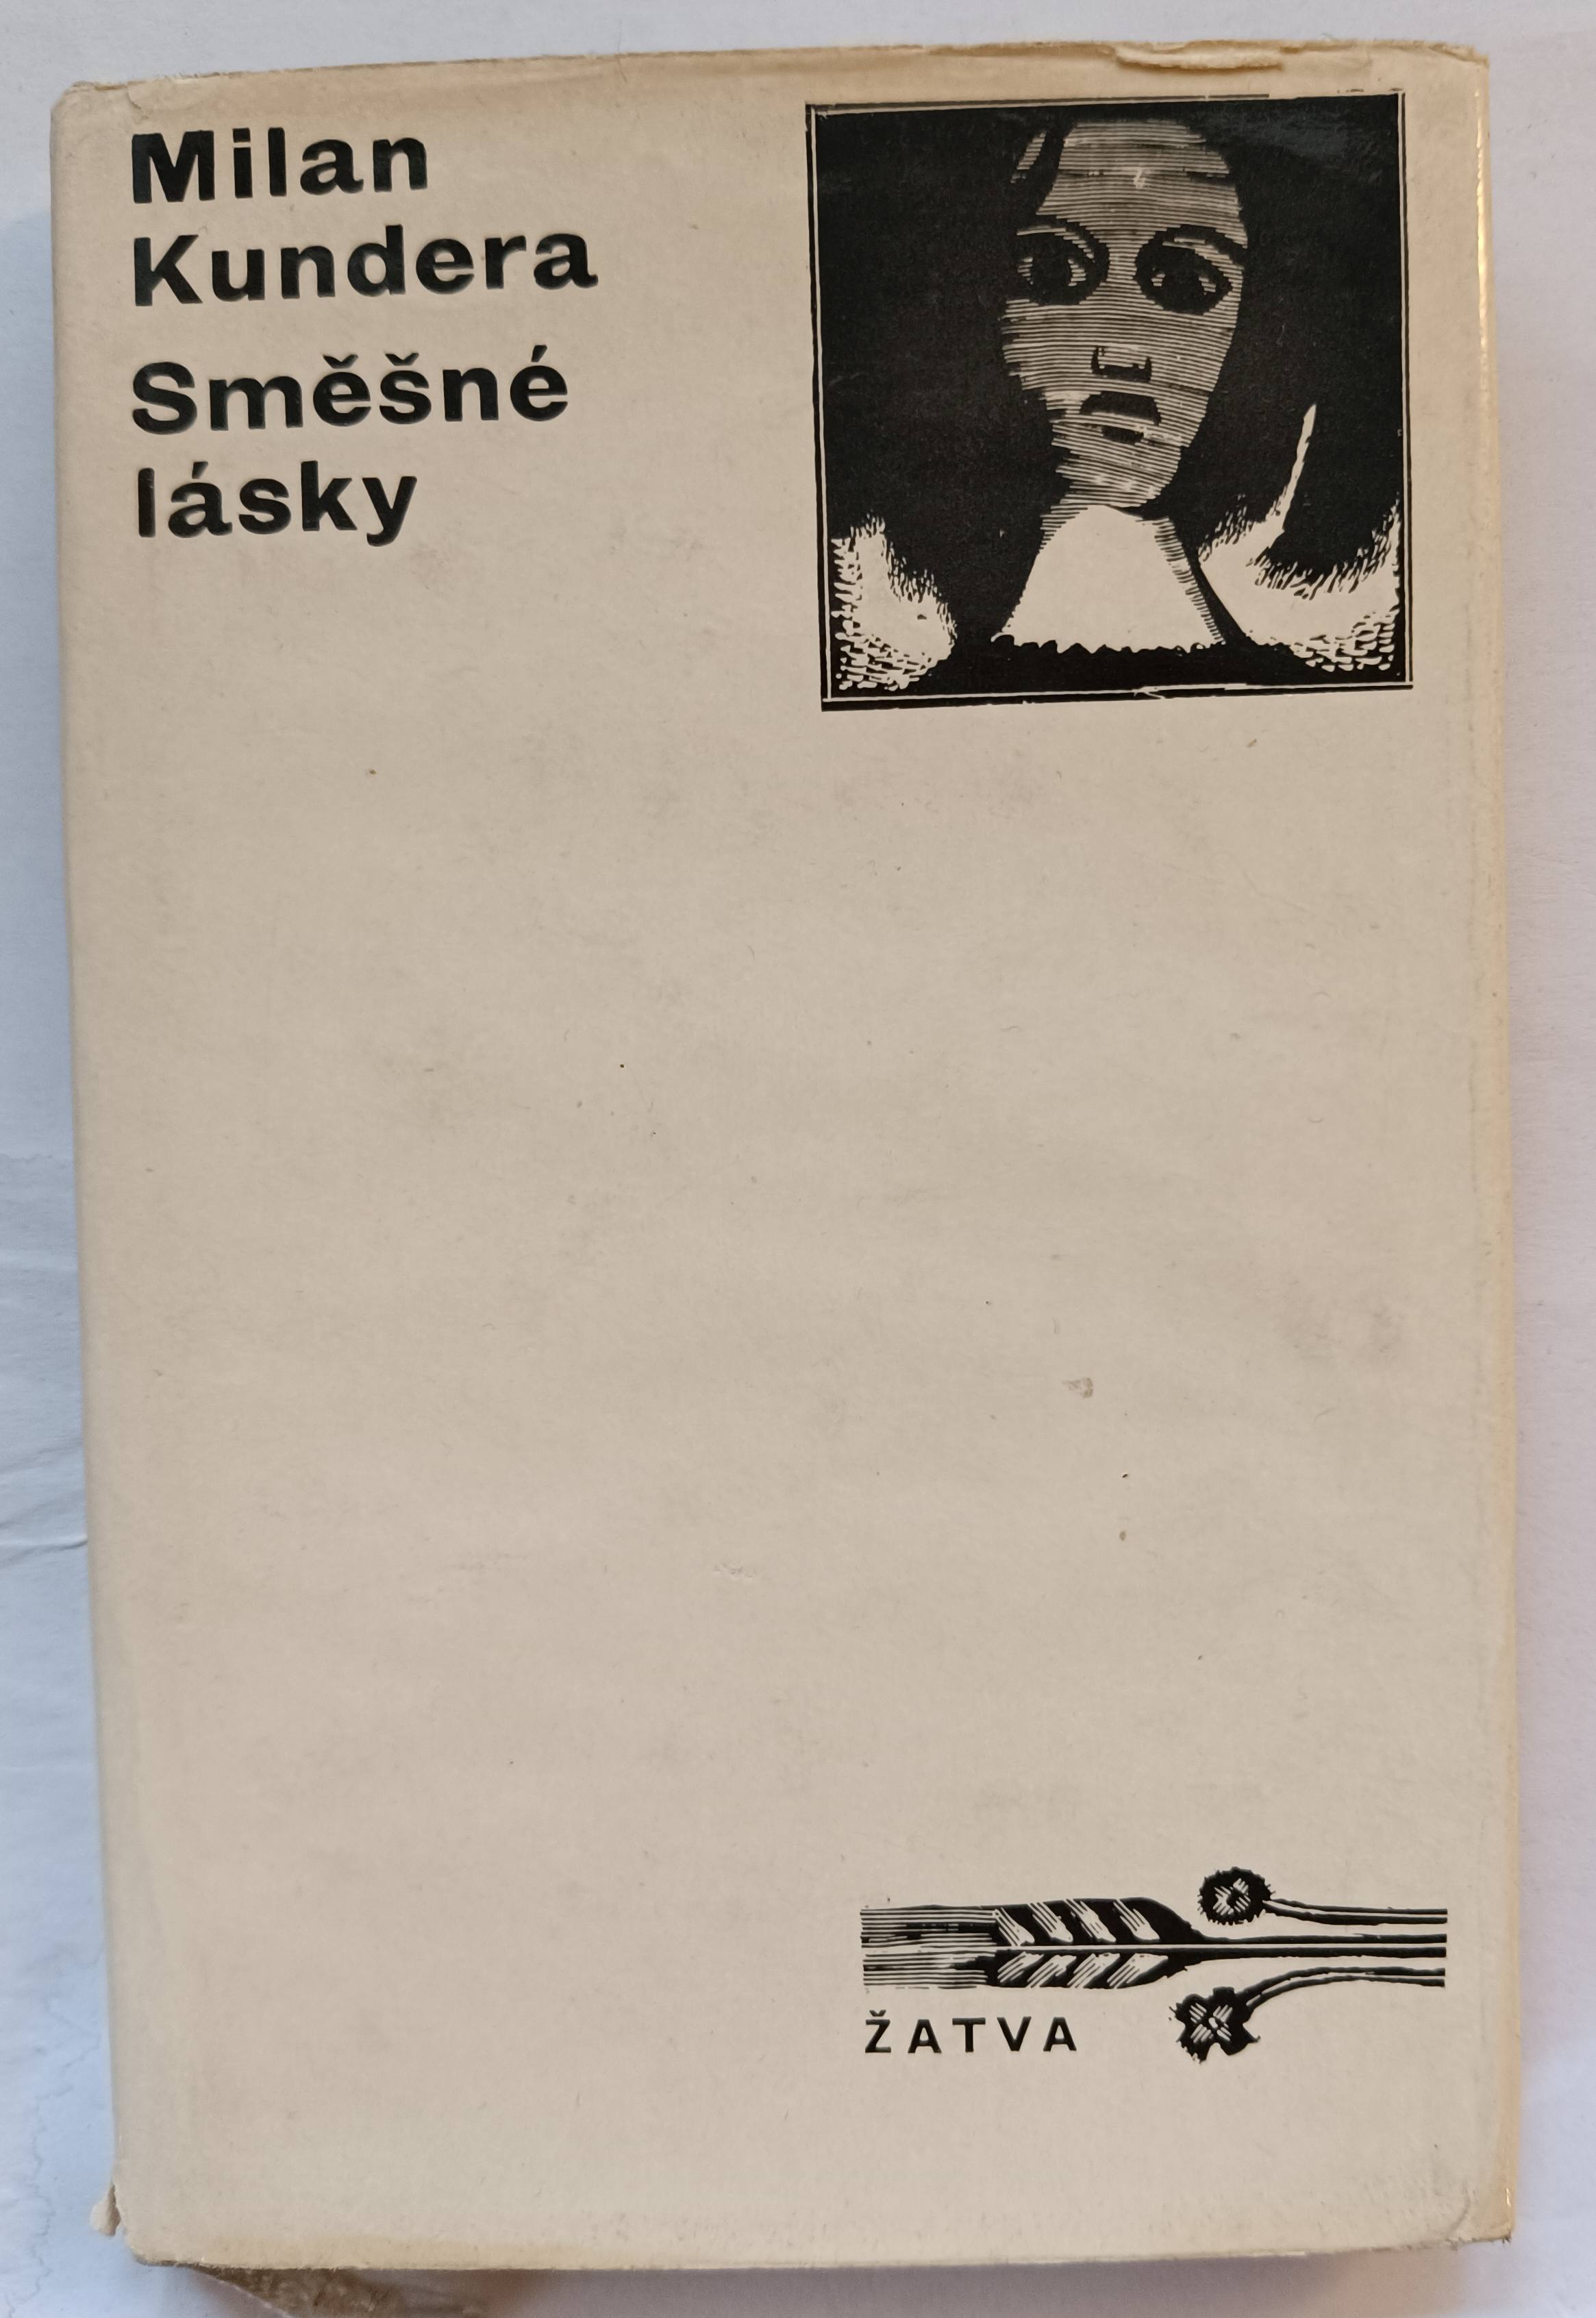 Milan
Kundera
Směšné
lásky
ŽATVA